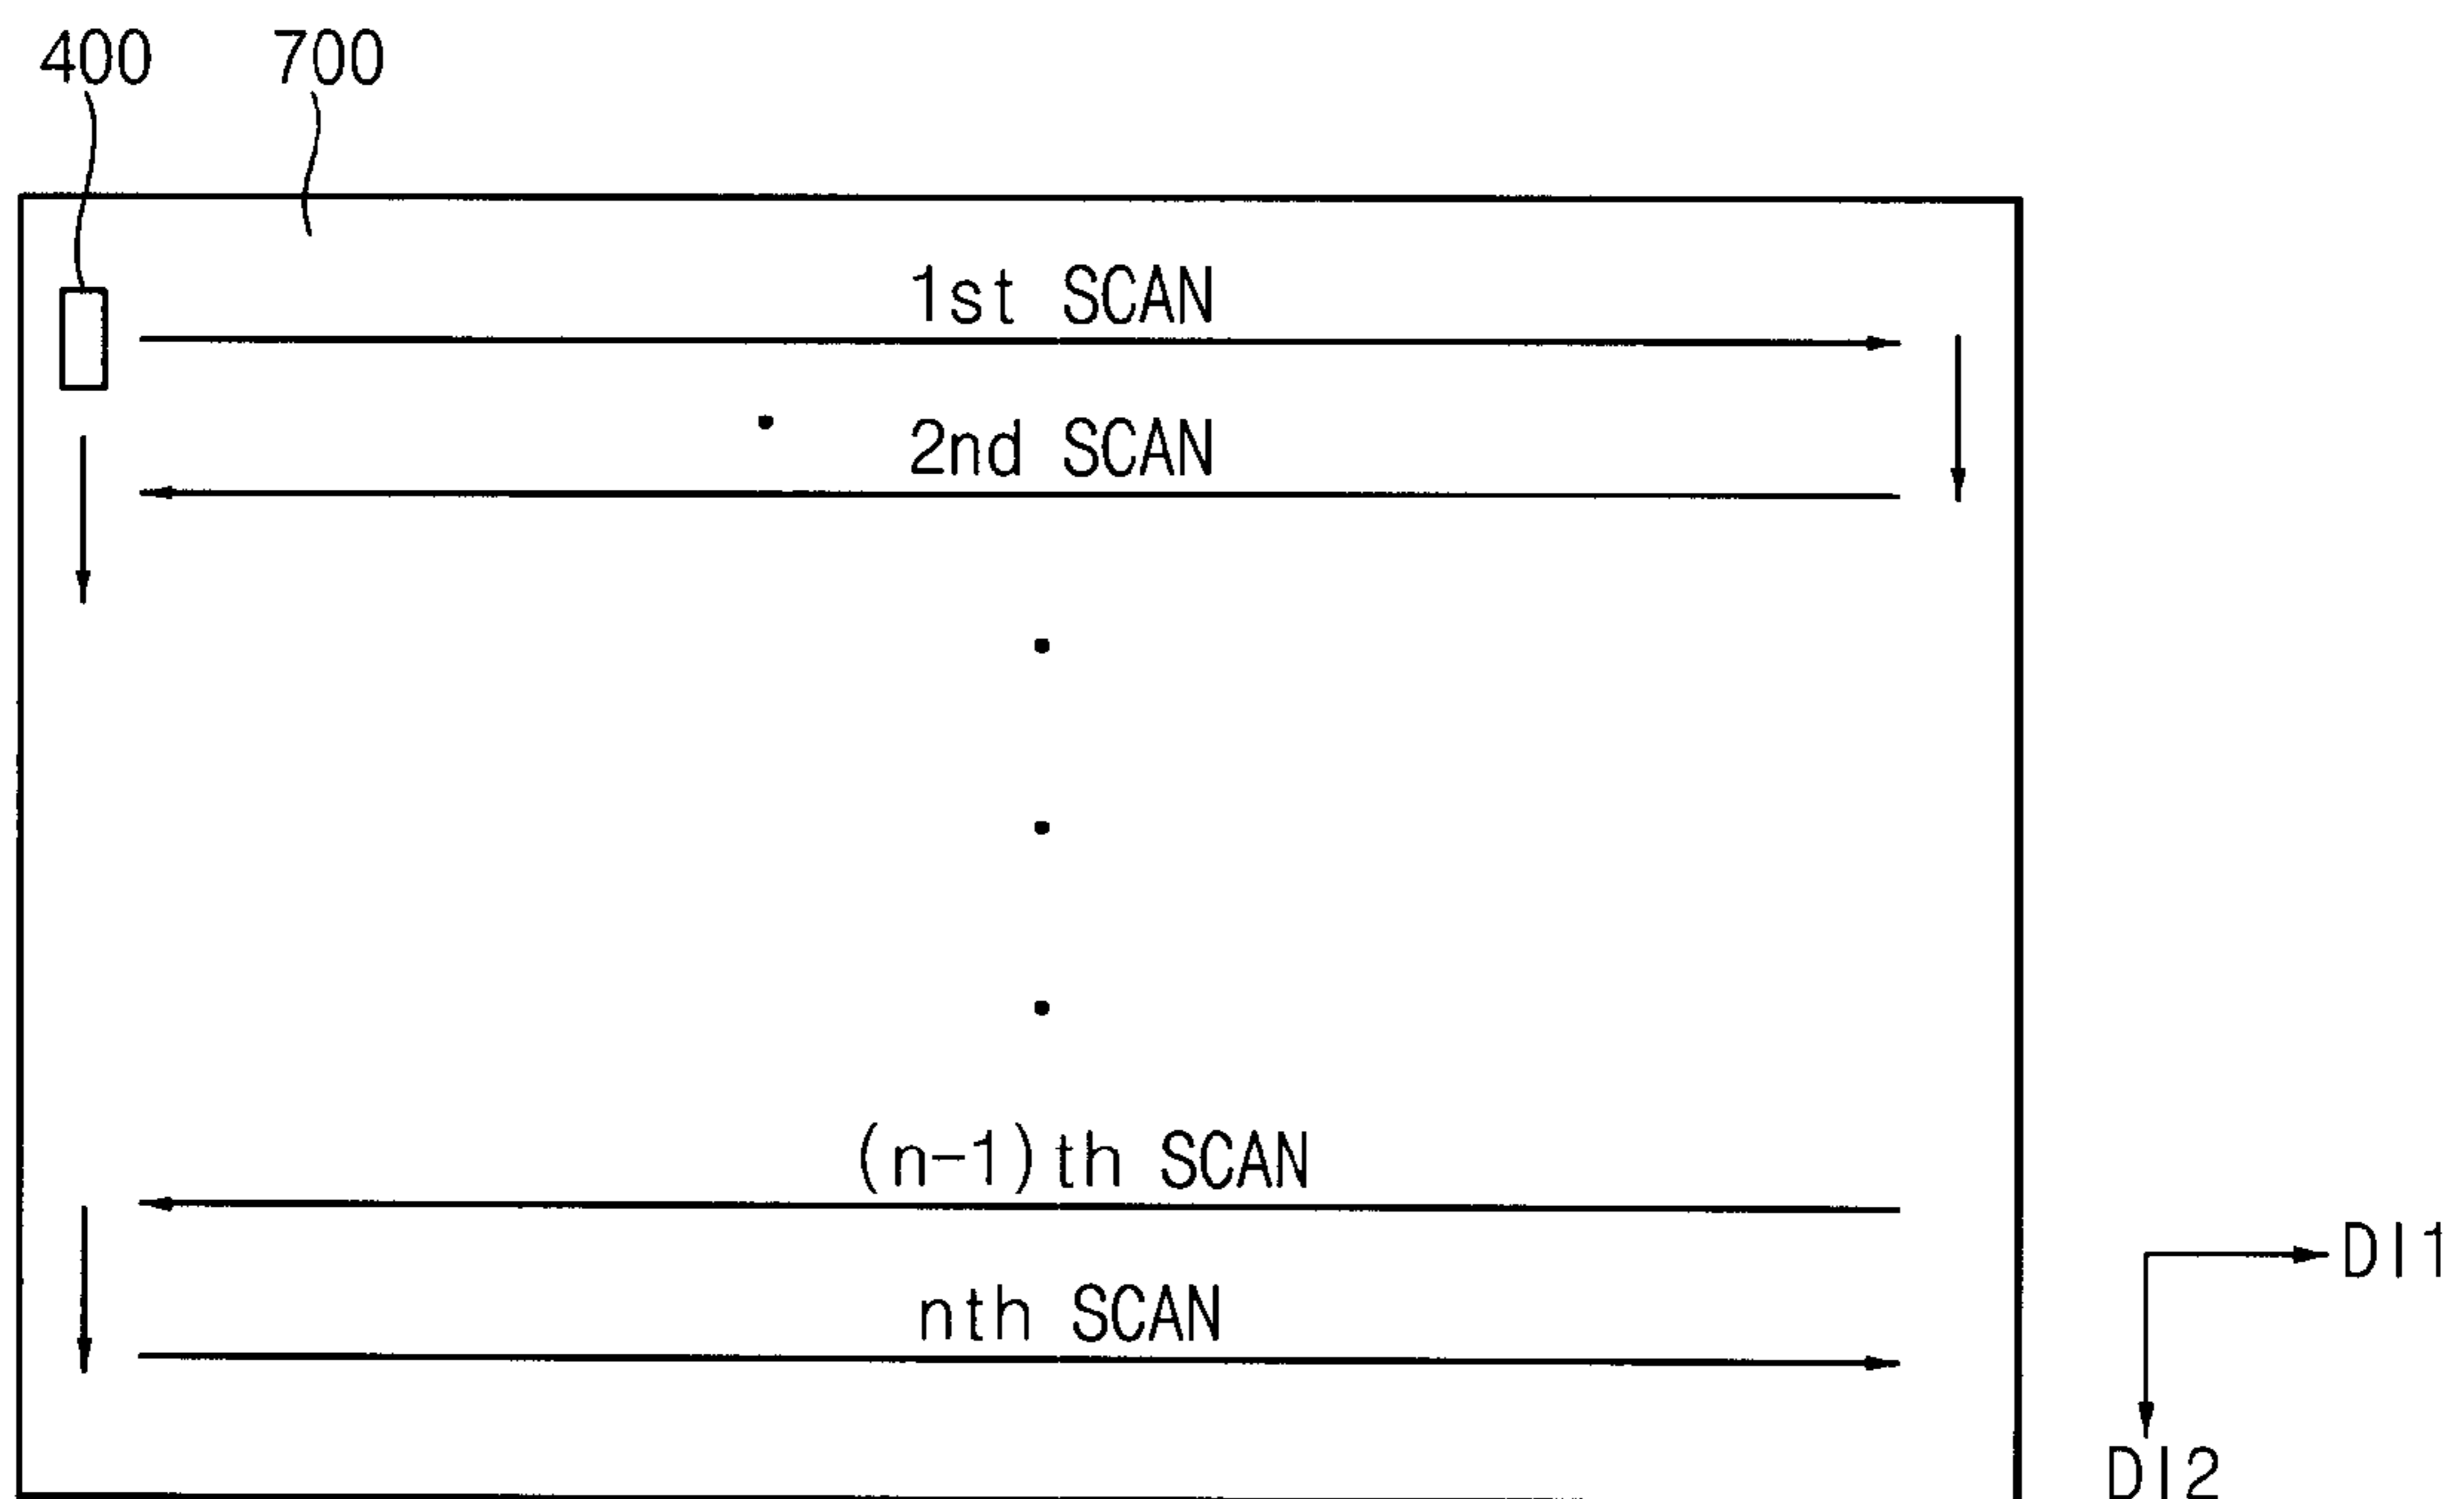 400 700
1st SCAN
2nd SCAN
(n-1)th SCAN
nth SCAN
DI1
DI2